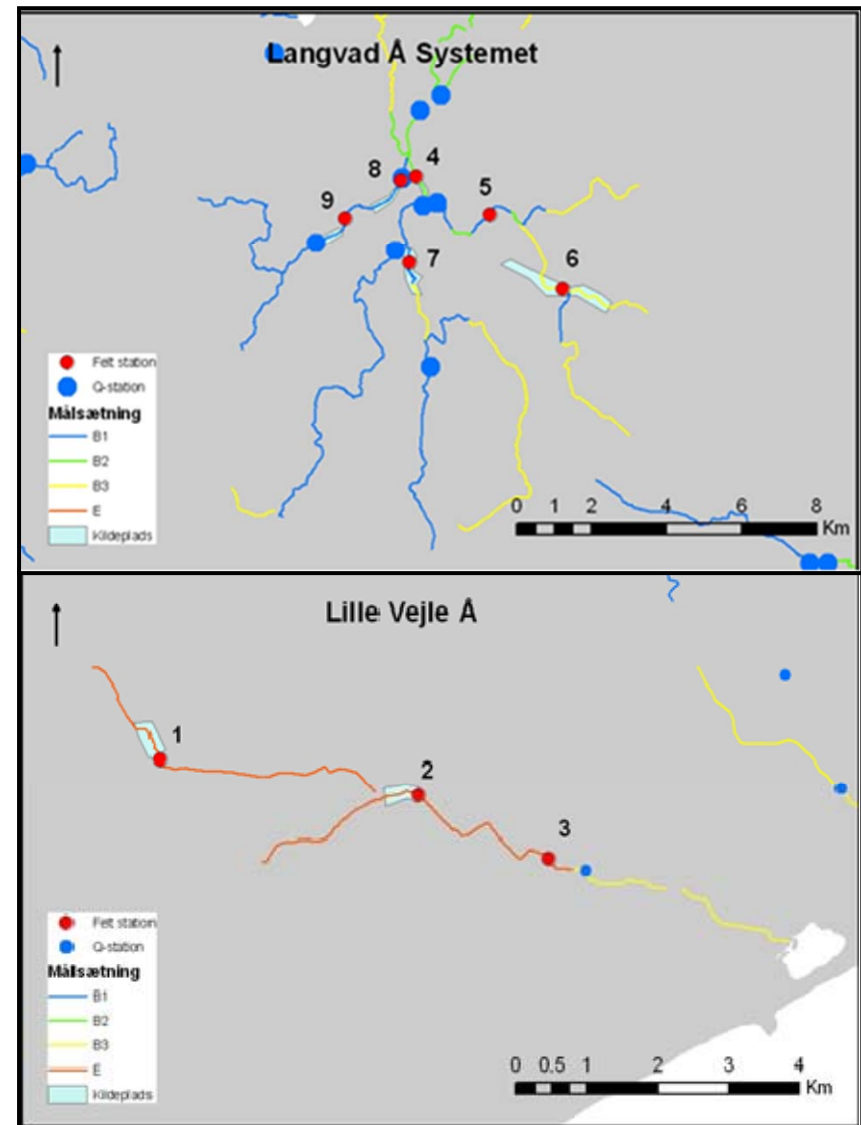 Langvad Å Systemet
8 4
9 5
7 6
Felt station
Q-station
Målsætning
B1
B2
B3
E
Kildeplads
0 1 2 4 6 8
Km
Lille Vejle Å
1
2
3
Felt station
Q-station
Målsætning
B1
B2
B3
E
Kildeplads
0 0.5 1 2 3 4
Km